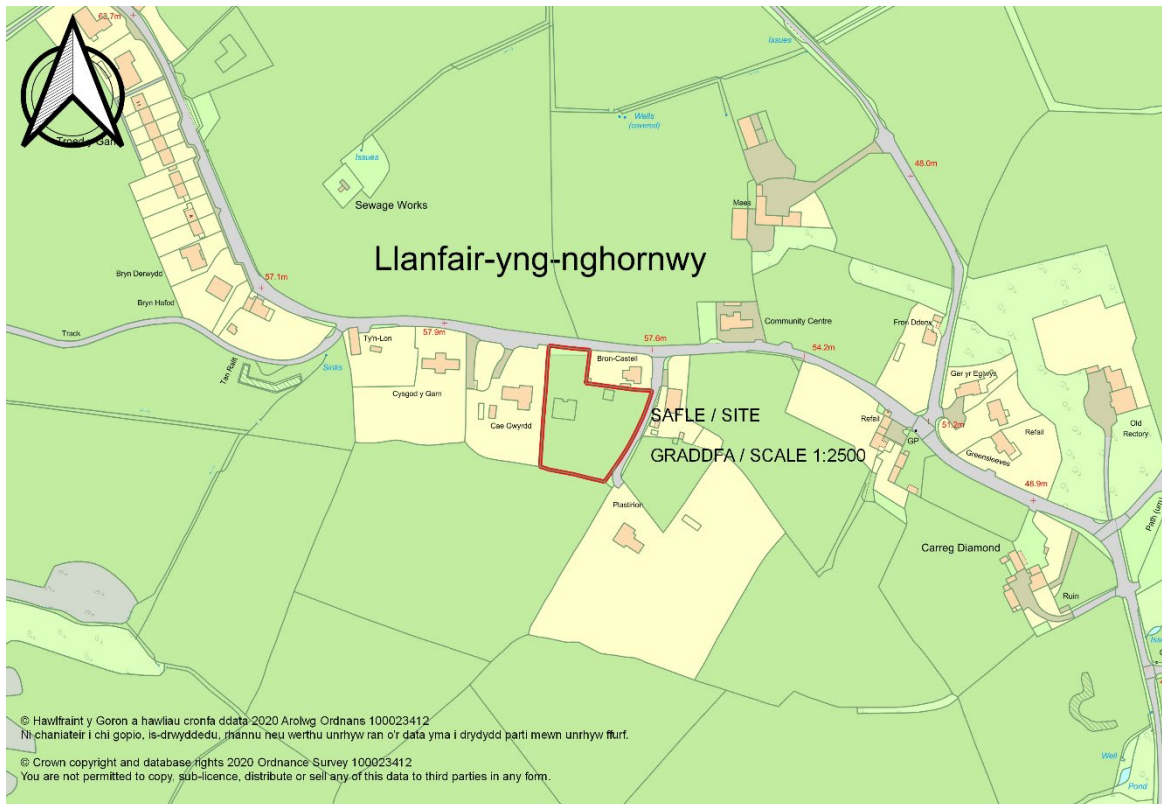 63.7m
Troed y Garn
Issues
Issues
Wells
(covered)
48.0m
Sewage Works
Maes
Llanfair-yng-nghornwy
Bryn Derwydd
57.1m
Bryn Hafod
Track
Ty'n-Lon
57.9m
57.6m
Community Centre
54.2m
Fron Dderw
Tan Rallt
Sinks
Bron-Castell
Ger yr Eglwys
Cysgod y Garn
Cae Gwyrdd
SAFLE / SITE
Refail
GP
51.2m
Refail
Old
Rectory
GRADDFA / SCALE 1:2500
Greensleeves
48.9m
Plastirion
Path (um)
Carreg Diamond
Ruin
© Hawlfraint y Goron a hawliau cronfa ddata 2020 Arolwg Ordnans 100023412
Ni chaniateir i chi gopio, is-drwyddedu, rhannu neu werthu unrhyw ran o'r data yma i drydydd parti mewn unrhyw ffurf.
© Crown copyright and database rights 2020 Ordnance Survey 100023412
You are not permitted to copy, sub-licence, distribute or sell any of this data to third parties in any form.
Well
Pond